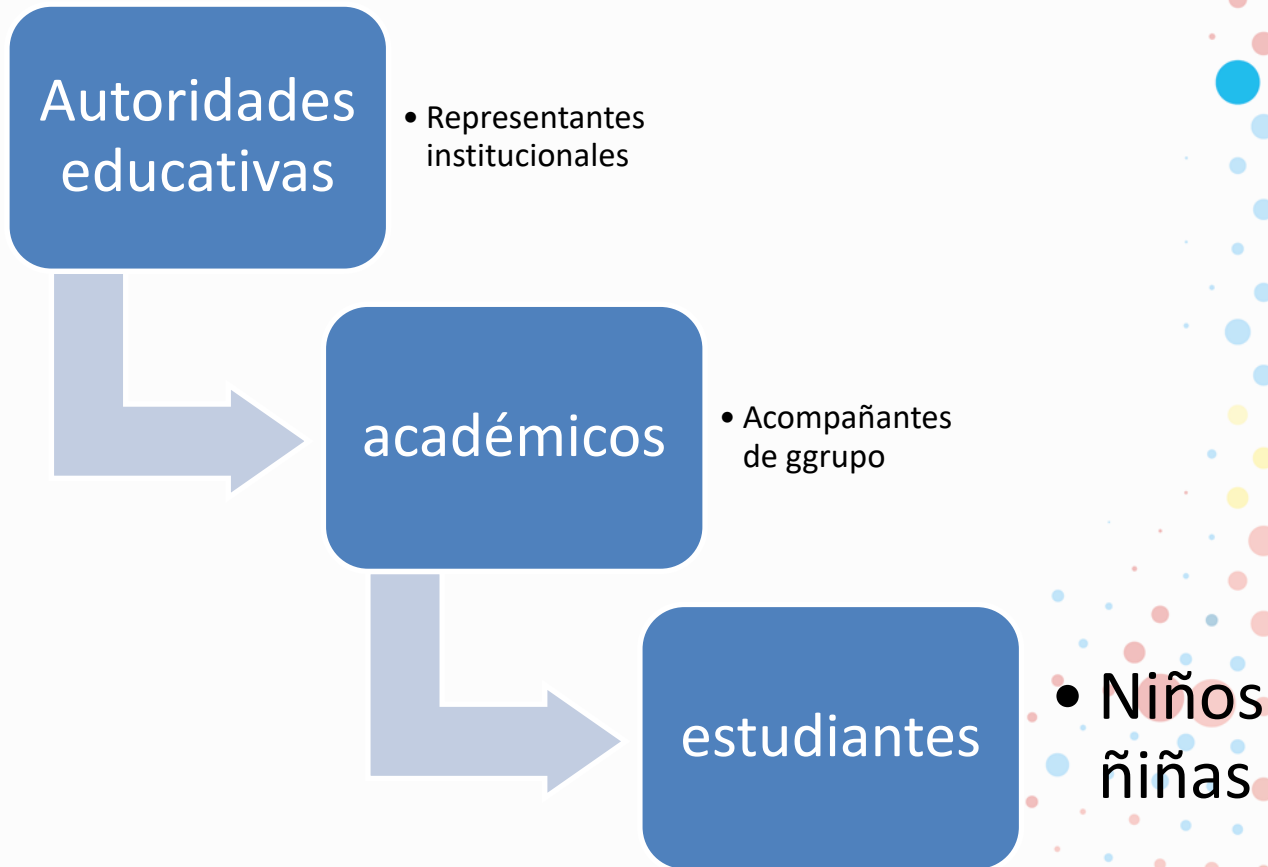 Autoridades
educativas
• Representantes
institucionales
académicos
• Acompañantes
de ggrupo
estudiantes
• Niños
ñiñas